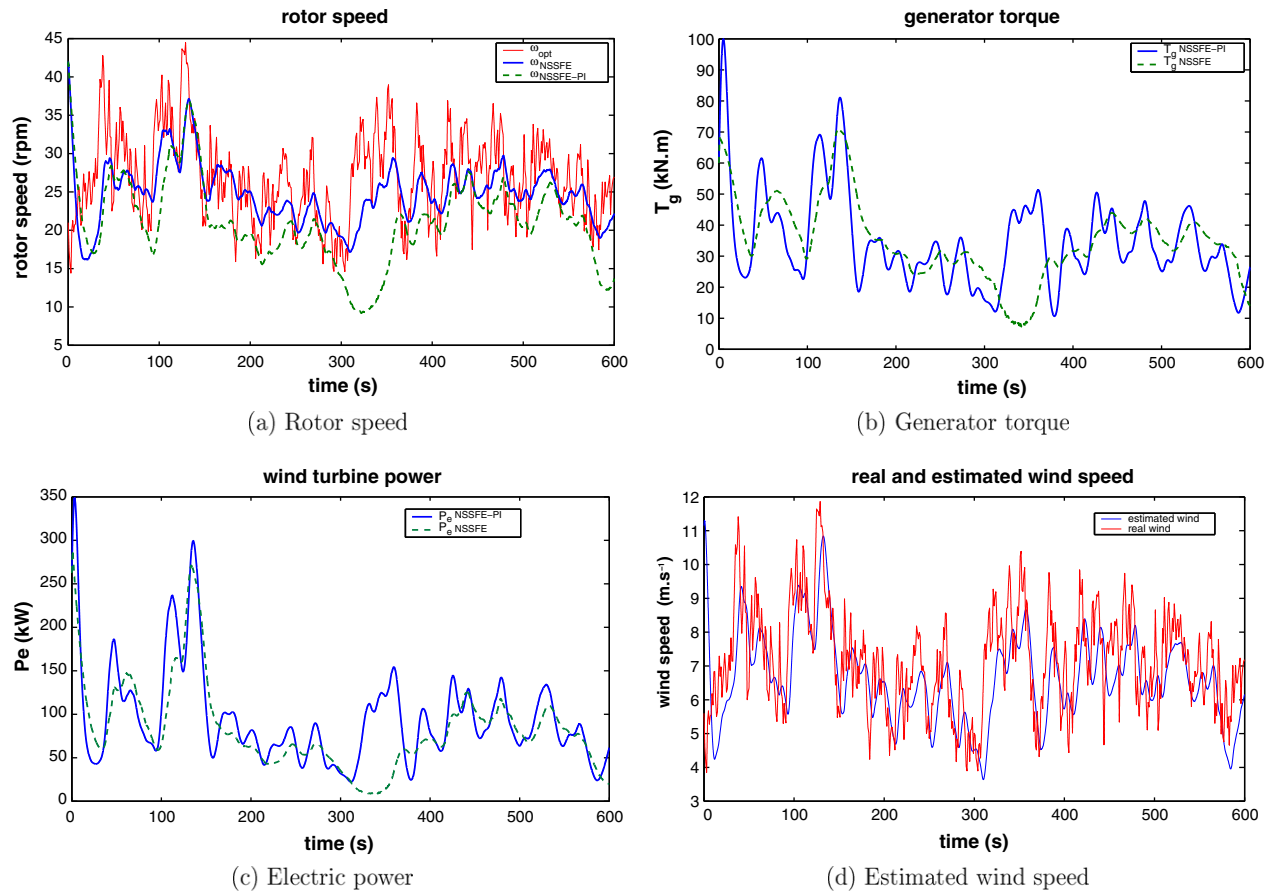 rotor speed
45
40
35
30
25
20
15
10
5
0 100 200 300 400 500 600
rotor speed (rpm)
time (s)
ω_opt
ω_NSSFE
ω_NSSFE-PI
(a) Rotor speed
generator torque
100
90
80
70
60
50
40
30
20
10
0
0 100 200 300 400 500 600
T_g (kN.m)
time (s)
T_g NSSFE-PI
T_g NSSFE
(b) Generator torque
wind turbine power
350
300
250
200
150
100
50
0
0 100 200 300 400 500 600
Pe (kW)
time (s)
P_e NSSFE-PI
P_e NSSFE
(c) Electric power
real and estimated wind speed
12
11
10
9
8
7
6
5
4
3
0 100 200 300 400 500 600
wind speed (m.s⁻¹)
time (s)
estimated wind
real wind
(d) Estimated wind speed